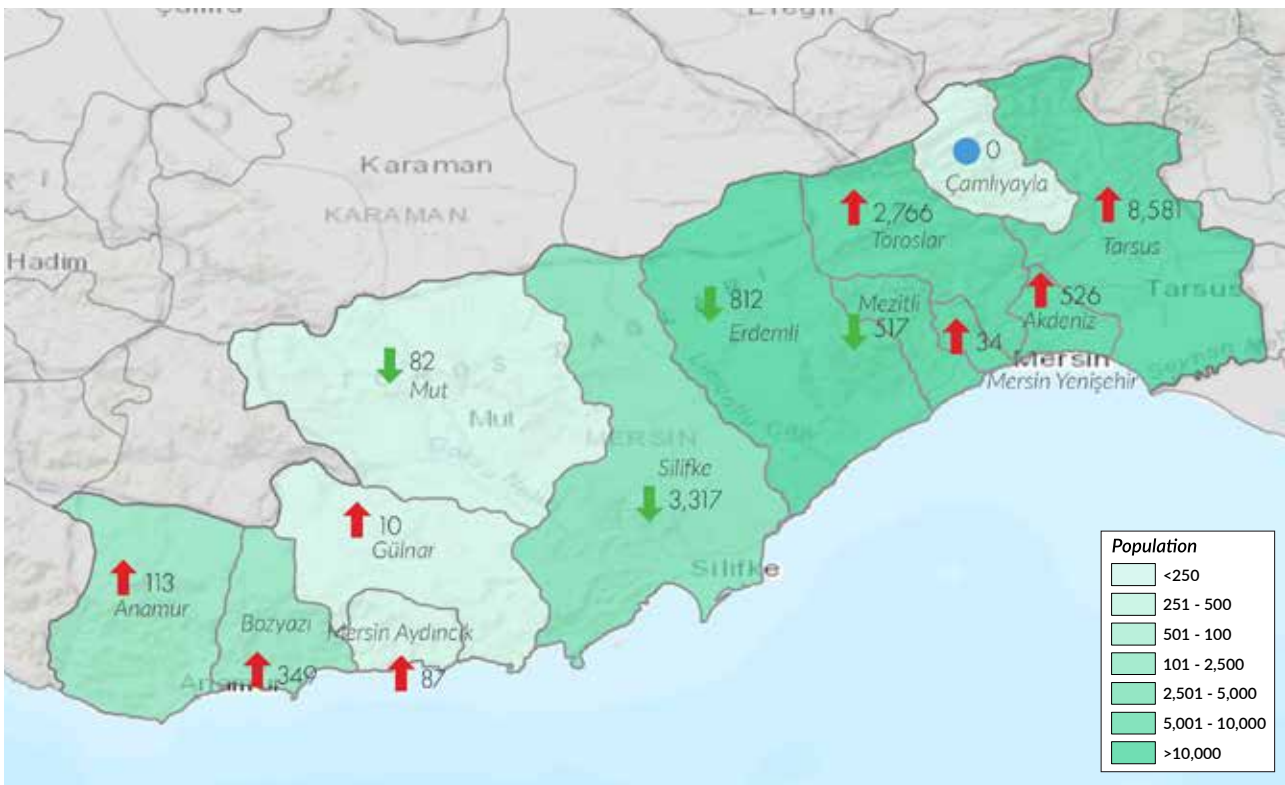 Karaman
KARAMAN
Hadim
0
Çamlıyayla
2,766
Toroslar
8,581
Tarsus
Tarsus
812
Erdemli
Mezitli
517
526
Akdeniz
34
Mersin
Mersin Yenişehir
82
Mut
Mut
MERSIN
Silifke
3,317
Silifke
10
Gülnar
113
Anamur
Bozyazı
349
Anamur
Mersin Aydıncık
87
Population
<250
251 - 500
501 - 100
101 - 2,500
2,501 - 5,000
5,001 - 10,000
>10,000